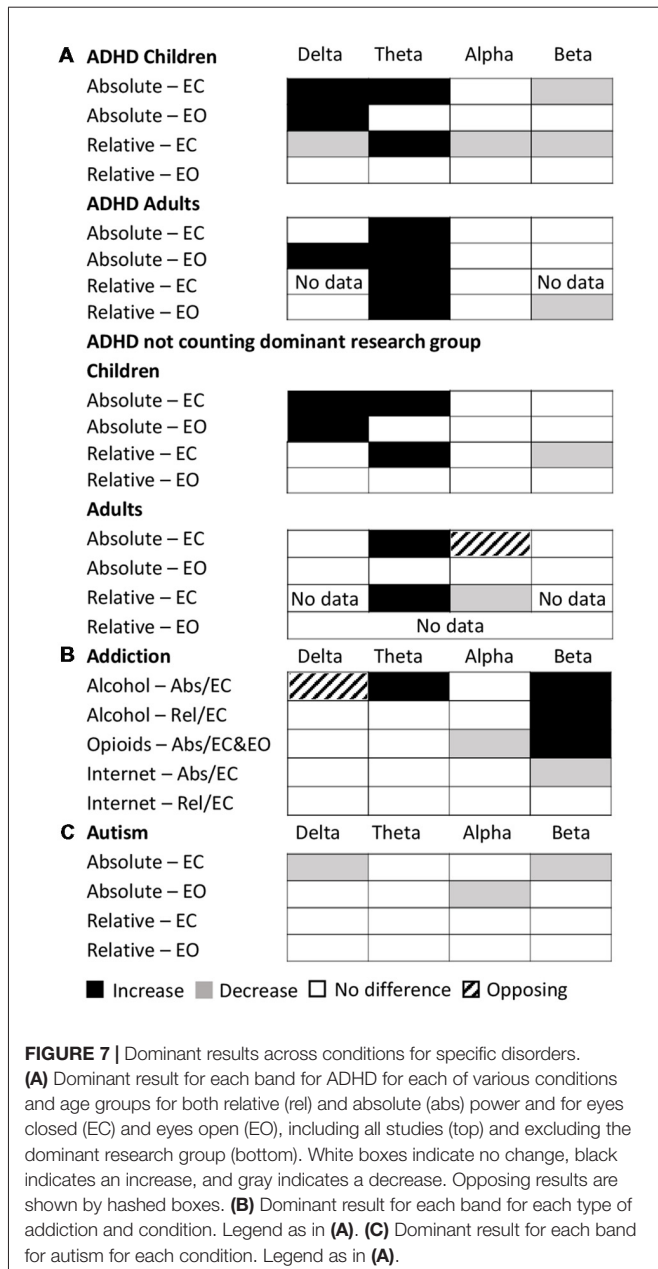 A ADHD Children Delta Theta Alpha Beta
Absolute – EC
Absolute – EO
Relative – EC
Relative – EO
ADHD Adults
Absolute – EC
Absolute – EO
Relative – EC No data No data
Relative – EO
ADHD not counting dominant research group
Children
Absolute – EC
Absolute – EO
Relative – EC
Relative – EO
Adults
Absolute – EC
Absolute – EO
Relative – EC No data No data
Relative – EO No data
B Addiction Delta Theta Alpha Beta
Alcohol – Abs/EC
Alcohol – Rel/EC
Opioids – Abs/EC&EO
Internet – Abs/EC
Internet – Rel/EC
C Autism Delta Theta Alpha Beta
Absolute – EC
Absolute – EO
Relative – EC
Relative – EO
Increase Decrease No difference Opposing
FIGURE 7 | Dominant results across conditions for specific disorders.
(A) Dominant result for each band for ADHD for each of various conditions
and age groups for both relative (rel) and absolute (abs) power and for eyes
closed (EC) and eyes open (EO), including all studies (top) and excluding the
dominant research group (bottom). White boxes indicate no change, black
indicates an increase, and gray indicates a decrease. Opposing results are
shown by hashed boxes. (B) Dominant result for each band for each type of
addiction and condition. Legend as in (A). (C) Dominant result for each band
for autism for each condition. Legend as in (A).